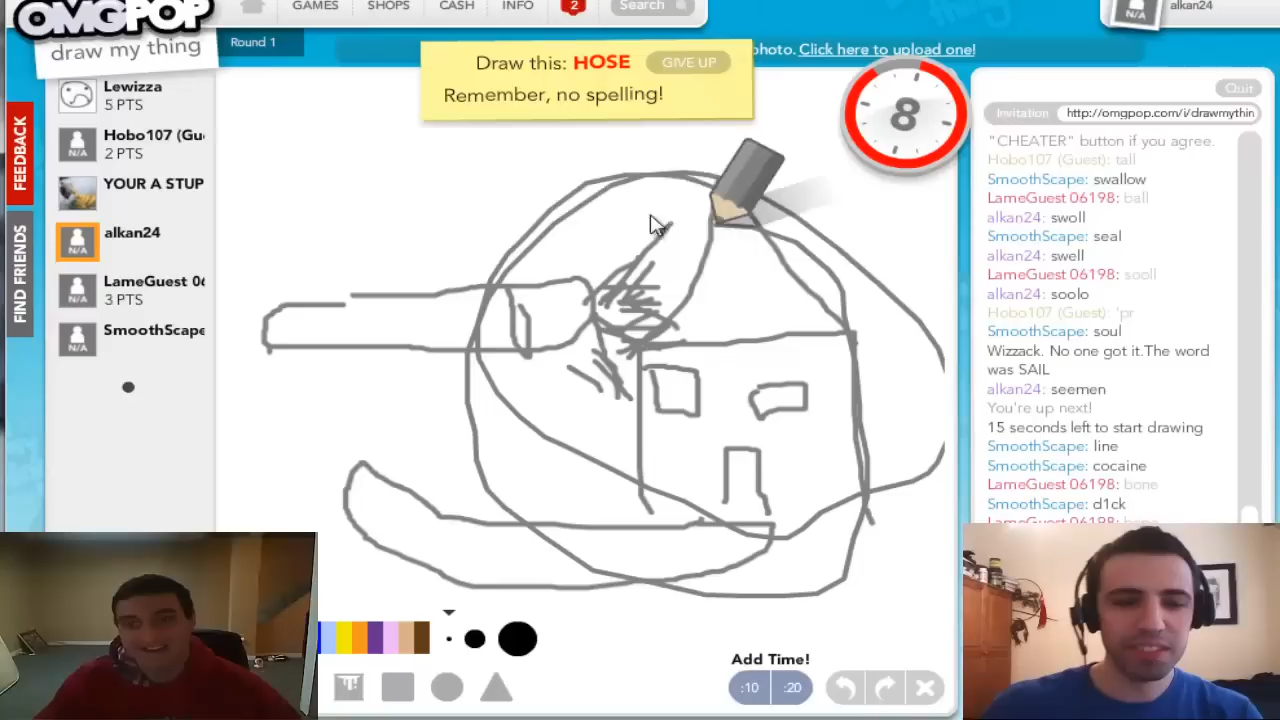 OMGPOP
draw my thing
GAMES
SHOPS
CASH
INFO
2
Search
N/A
alkan24
Round 1
photo. Click here to upload one!
Draw this: HOSE
GIVE UP
Remember, no spelling!
8
FEEDBACK
FIND FRIENDS
Lewizza
5 PTS
N/A
Hobo107 (Gu
2 PTS
YOUR A STUP
N/A
alkan24
N/A
LameGuest 06
3 PTS
N/A
SmoothScape
Quit
Invitation http://omgpop.com/i/drawmythin
"CHEATER" button if you agree.
Hobo107 (Guest): tall
SmoothScape: swallow
LameGuest 06198: ball
alkan24: swoll
SmoothScape: seal
alkan24: swell
LameGuest 06198: sooll
alkan24: soolo
Hobo107 (Guest): 'pr
SmoothScape: soul
Wizzack. No one got it.The word
was SAIL
alkan24: seemen
You're up next!
15 seconds left to start drawing
SmoothScape: line
SmoothScape: cocaine
LameGuest 06198: bone
SmoothScape: d1ck
Add Time!
:10
:20